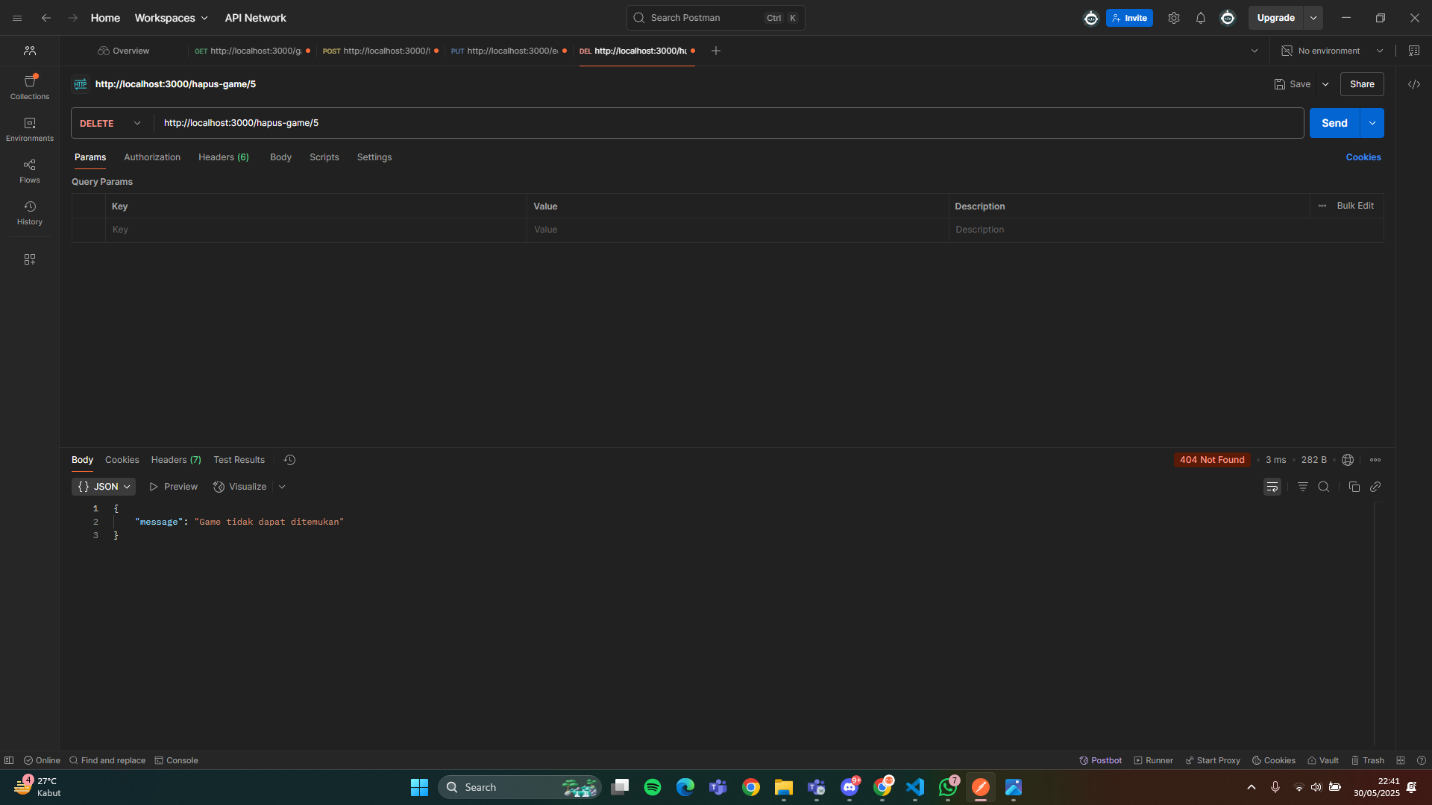 Home Workspaces API Network Search Postman Ctrl K Invite Upgrade
Overview GET http://localhost:3000/g POST http://localhost:3000/ PUT http://localhost:3000/e DEL http://localhost:3000/ha No environment
HTTP http://localhost:3000/hapus-game/5 Save Share
Collections
Environments
Flows
History
DELETE http://localhost:3000/hapus-game/5 Send
Params Authorization Headers (6) Body Scripts Settings Cookies
Query Params
Key Value Description Bulk Edit
Key Value Description
Body Cookies Headers (7) Test Results 404 Not Found 3 ms 282 B
{} JSON Preview Visualize
1 {
2 "message": "Game tidak dapat ditemukan"
3 }
Online Find and replace Console Postbot Runner Start Proxy Cookies Vault Trash
4 27°C Search 9+ 7 22:41
Kabut 30/05/2025